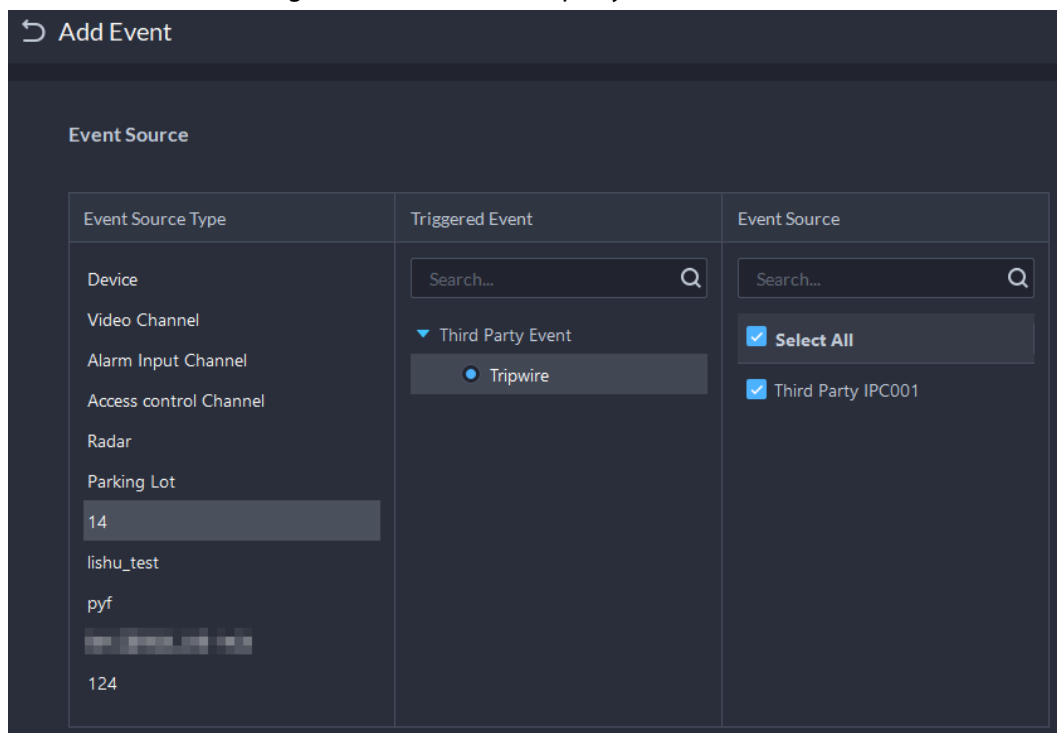 Add Event
Event Source
Event Source Type
Triggered Event
Event Source
Device
Video Channel
Alarm Input Channel
Access control Channel
Radar
Parking Lot
14
lishu_test
pyf
124
Search...
Third Party Event
Tripwire
Search...
Select All
Third Party IPC001